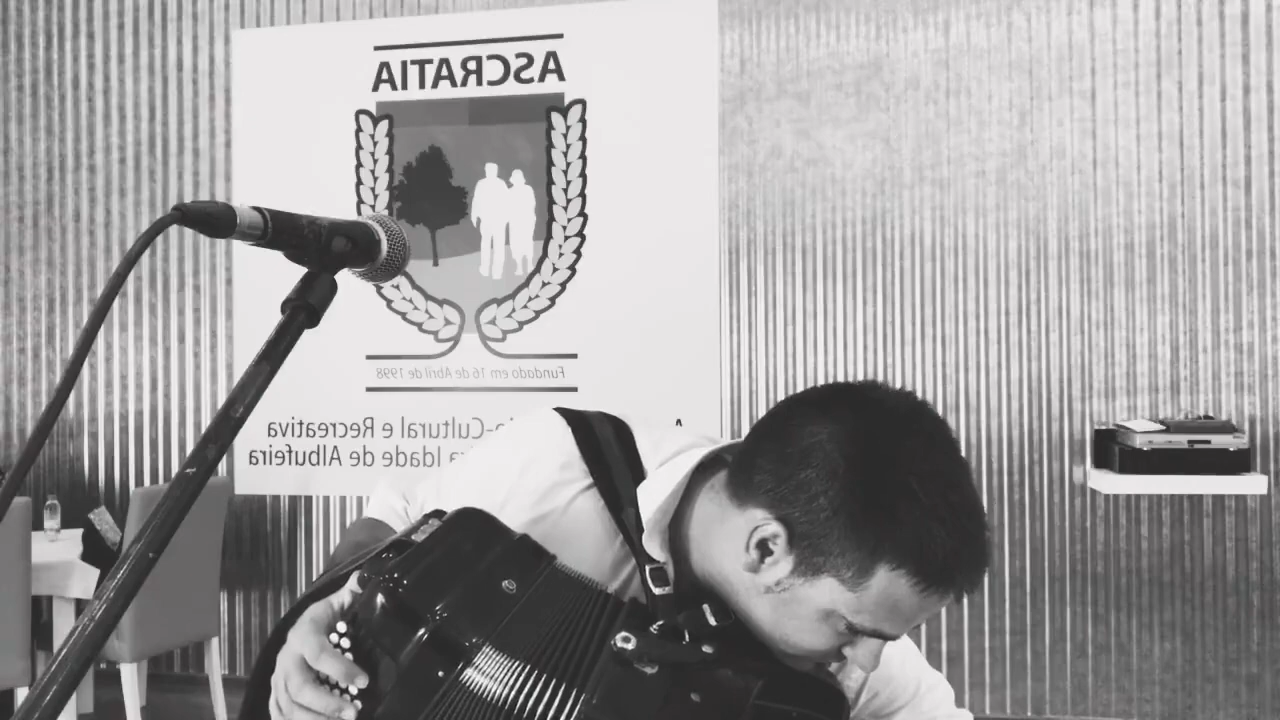 ASCRATIA
Fundado em 16 de Abril de 1998
A -Cultural e Recreativa
Idade de Albufeira